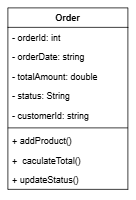 Order
- orderId: int
- orderDate: string
- totalAmount: double
- status: String
- customerId: string
+ addProduct()
+ caculateTotal()
+ updateStatus()